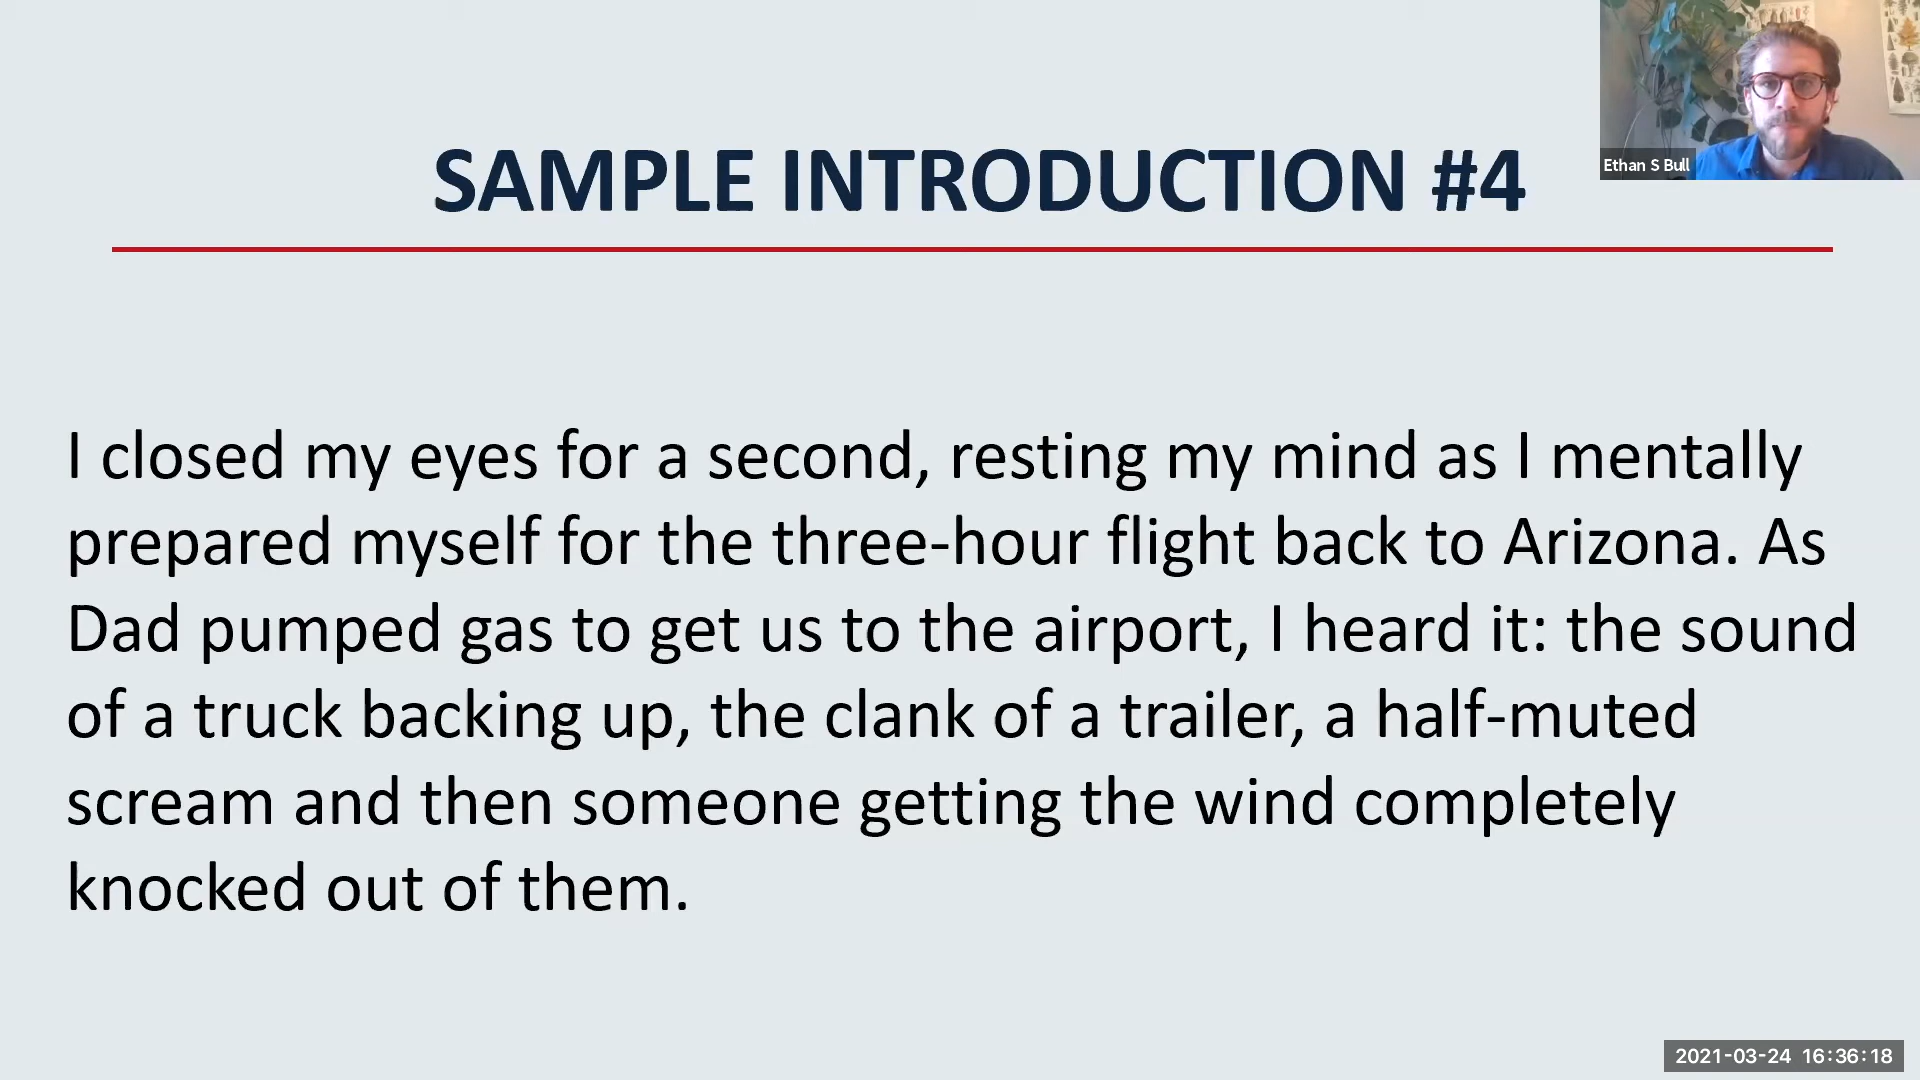 SAMPLE INTRODUCTION #4
Ethan S Bull
I closed my eyes for a second, resting my mind as I mentally
prepared myself for the three-hour flight back to Arizona. As
Dad pumped gas to get us to the airport, I heard it: the sound
of a truck backing up, the clank of a trailer, a half-muted
scream and then someone getting the wind completely
knocked out of them.
2021-03-24 16:36:18